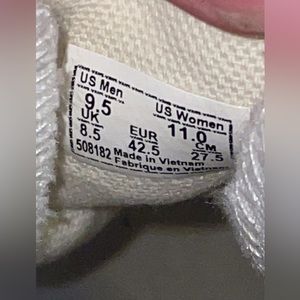 US Men US Women
9.5 11.0
UK EUR CM
8.5 42.5 27.5
508182 Made in Vietnam
Fabrique en Vietnam